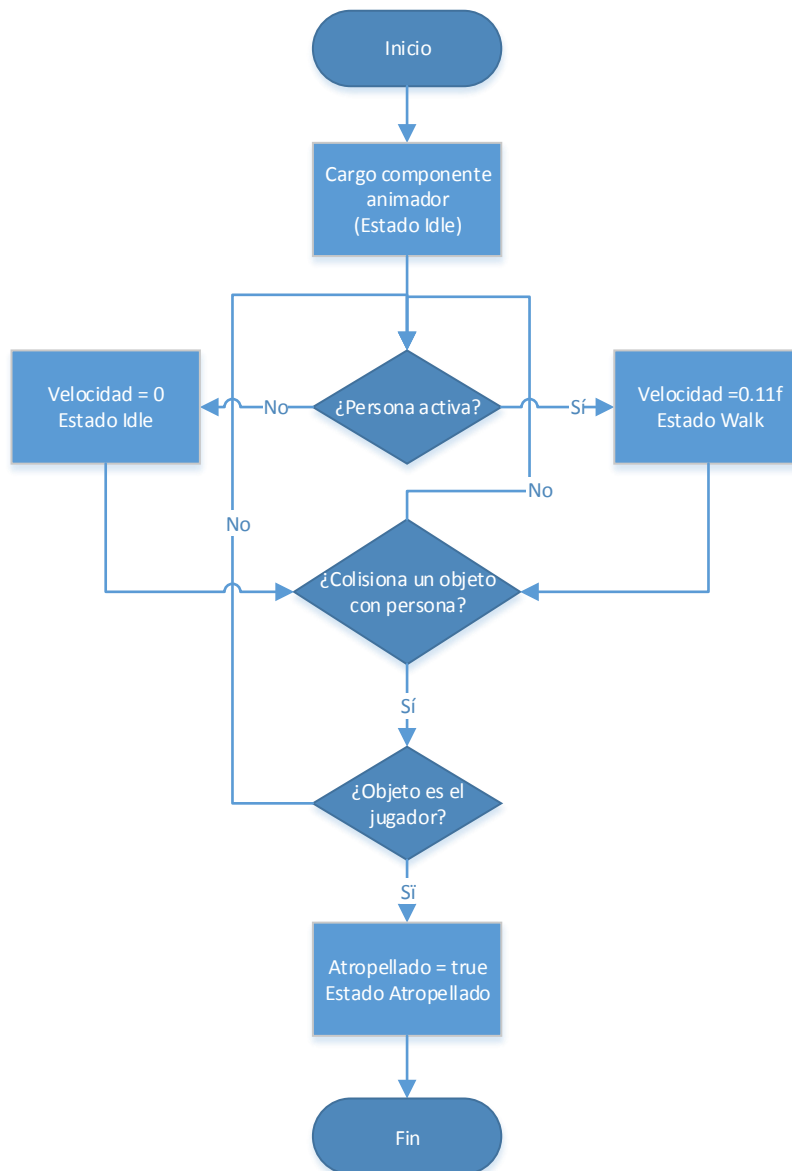 Inicio
Cargo componente
animador
(Estado Idle)
Velocidad = 0
Estado Idle
No
¿Persona activa?
Sí
Velocidad =0.11f
Estado Walk
No
No
¿Colisiona un objeto
con persona?
Sí
¿Objeto es el
jugador?
Sï
Atropellado = true
Estado Atropellado
Fin